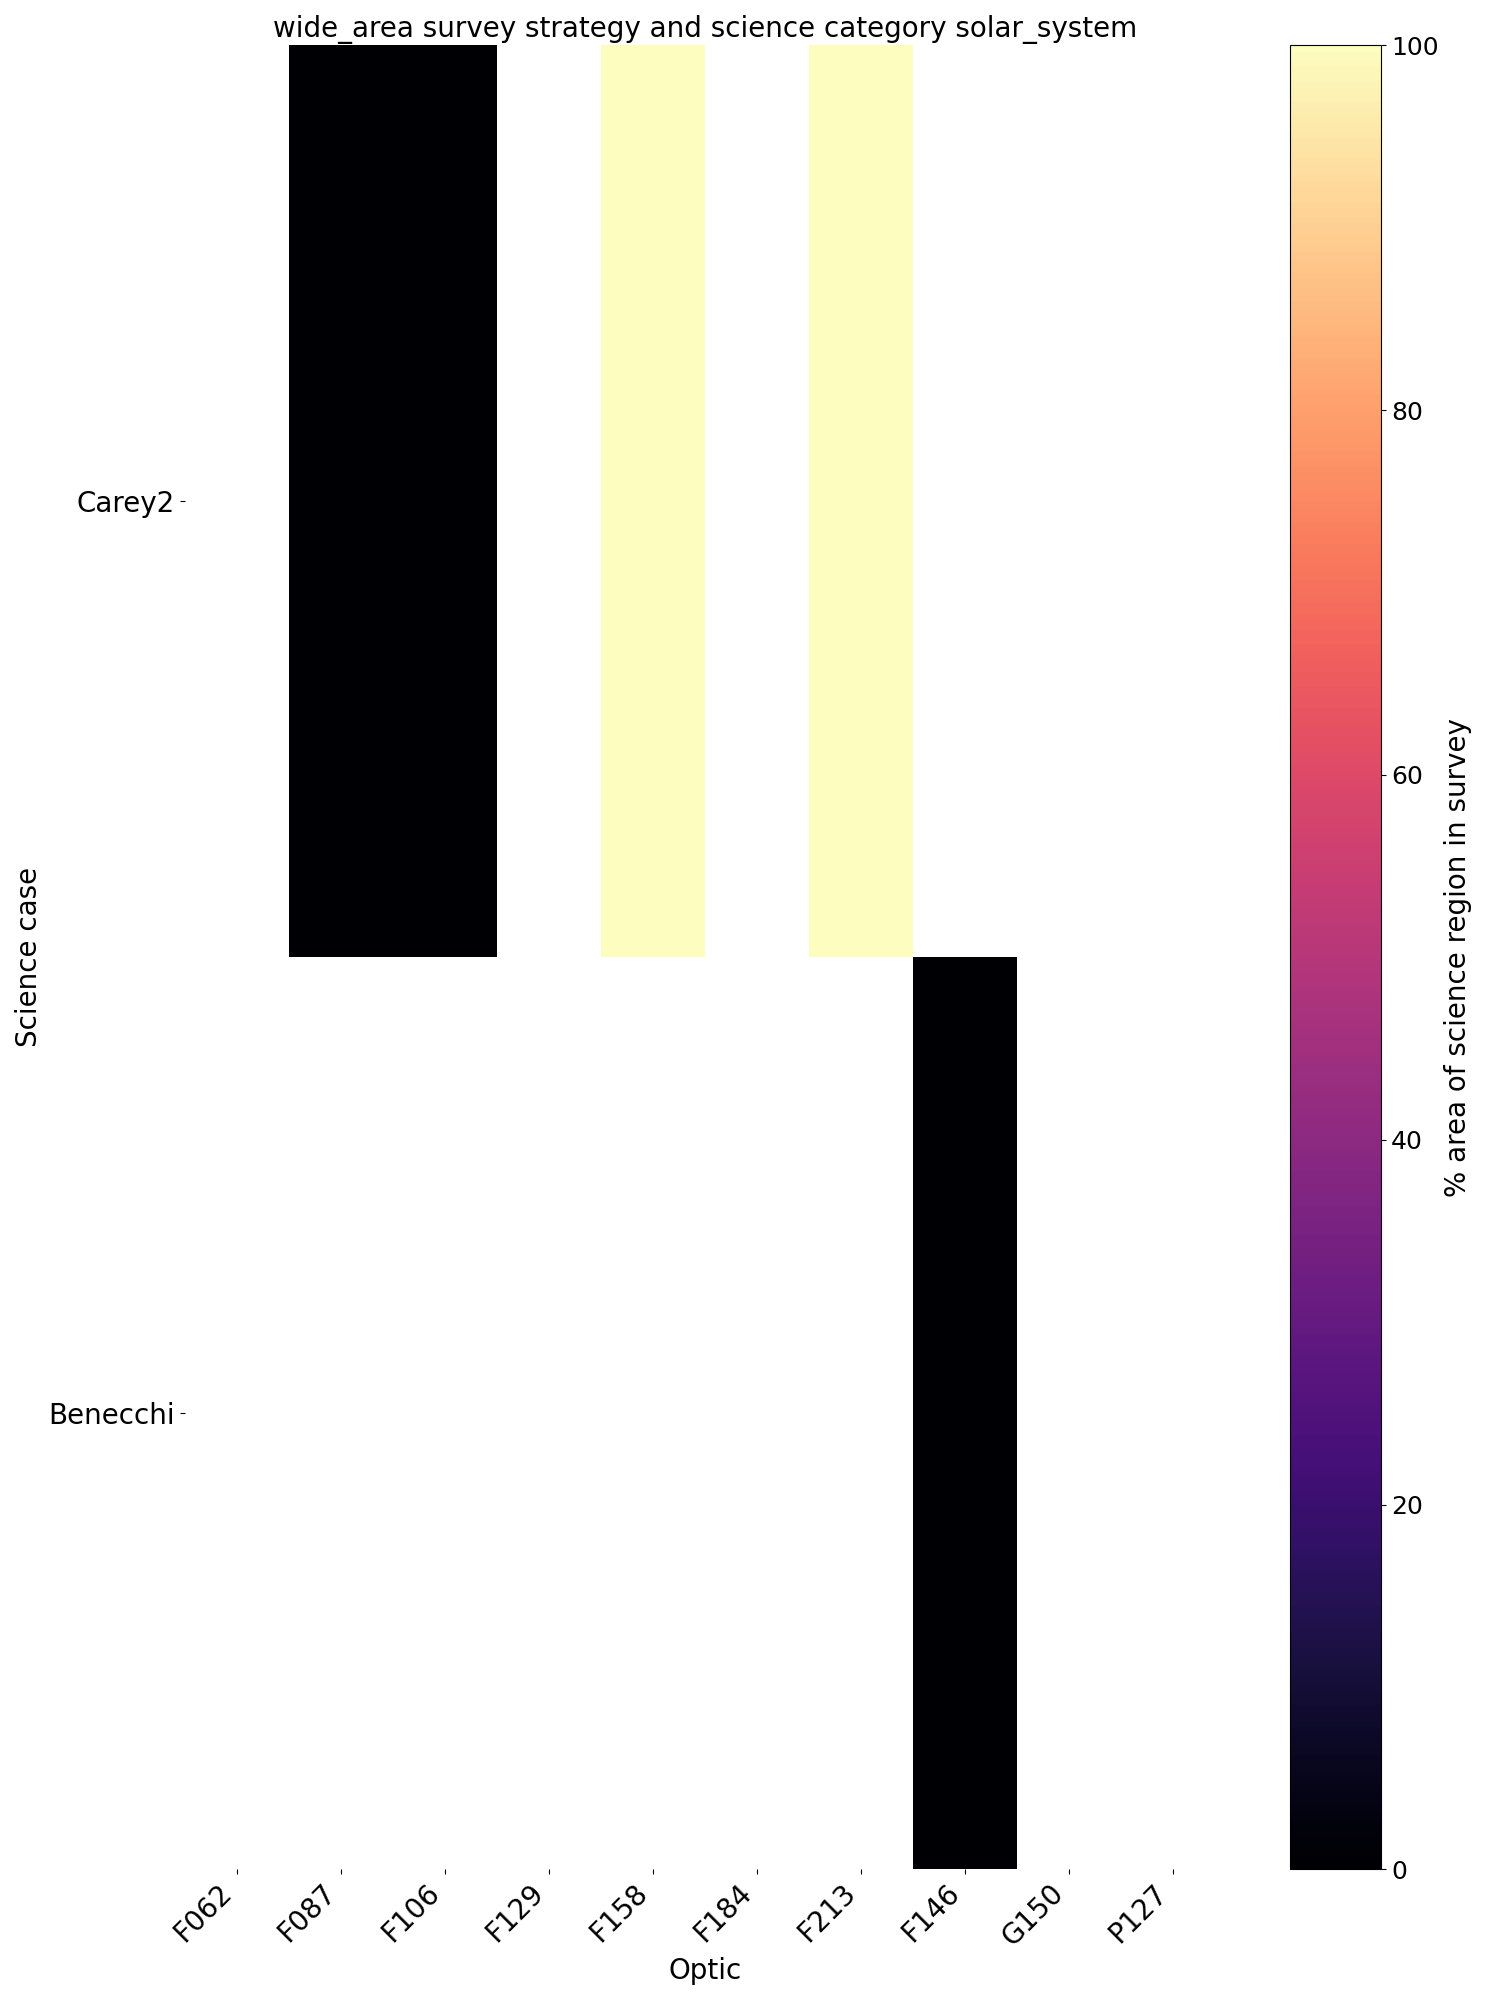 wide_area survey strategy and science category solar_system
Science case
Carey2
Benecchi
F062
F087
F106
F129
F158
F184
F213
F146
G150
P127
Optic
100
80
60
40
20
0
% area of science region in survey